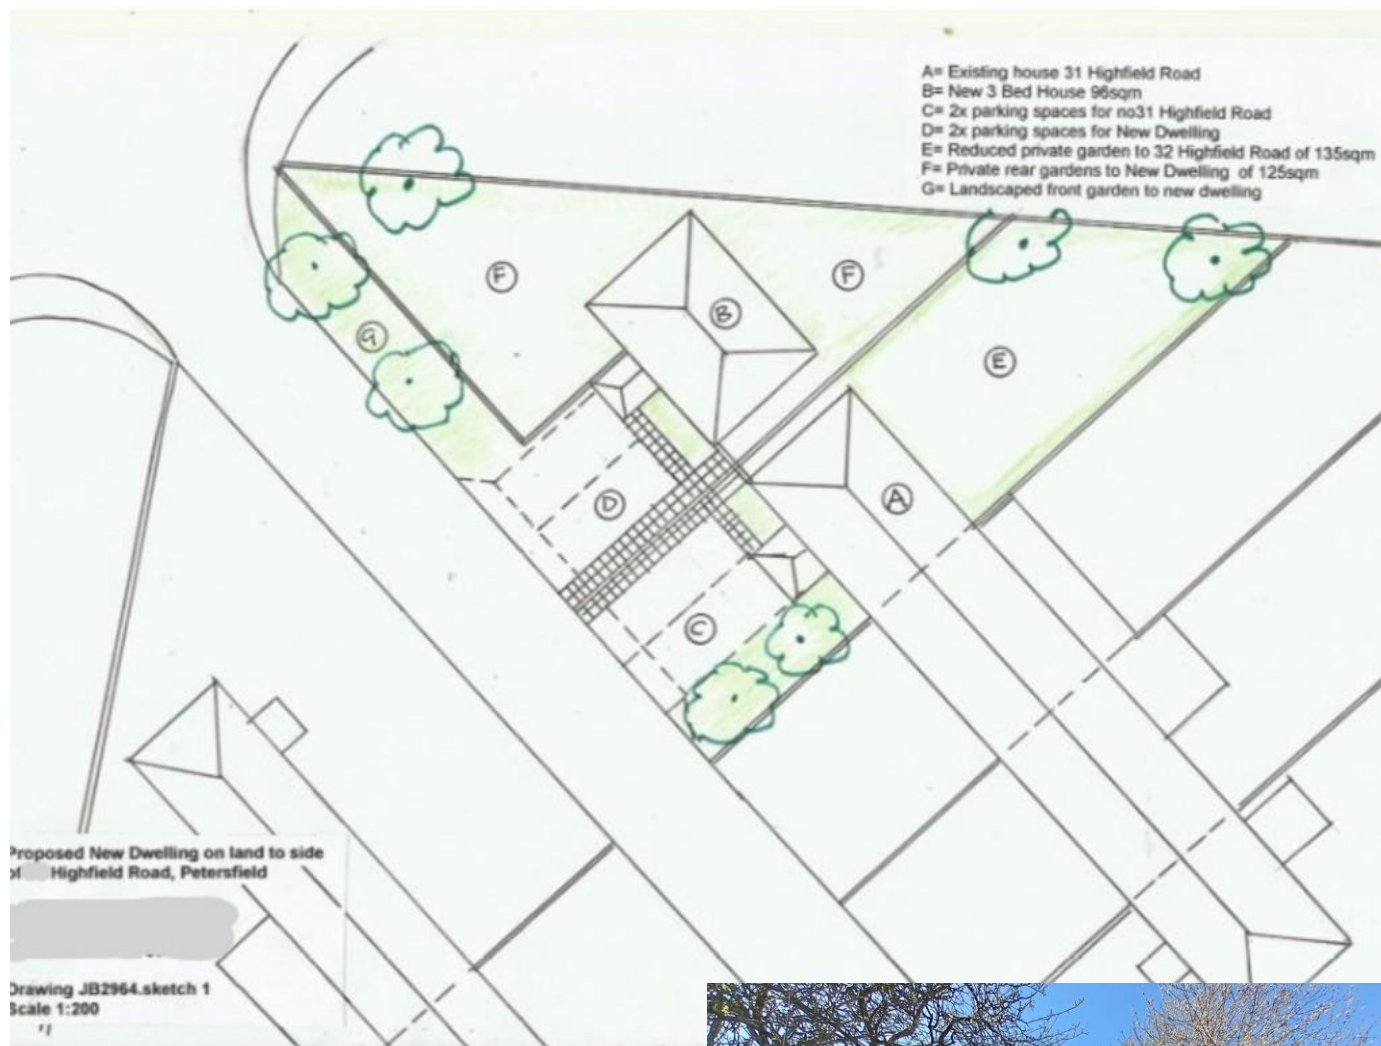 A= Existing house 31 Highfield Road
B= New 3 Bed House 96sqm
C= 2x parking spaces for no31 Highfield Road
D= 2x parking spaces for New Dwelling
E= Reduced private garden to 32 Highfield Road of 135sqm
F= Private rear gardens to New Dwelling of 125sqm
G= Landscaped front garden to new dwelling
F
F
B
G
E
A
D
C
Proposed New Dwelling on land to side
of Highfield Road, Petersfield
Drawing JB2964.sketch 1
Scale 1:200